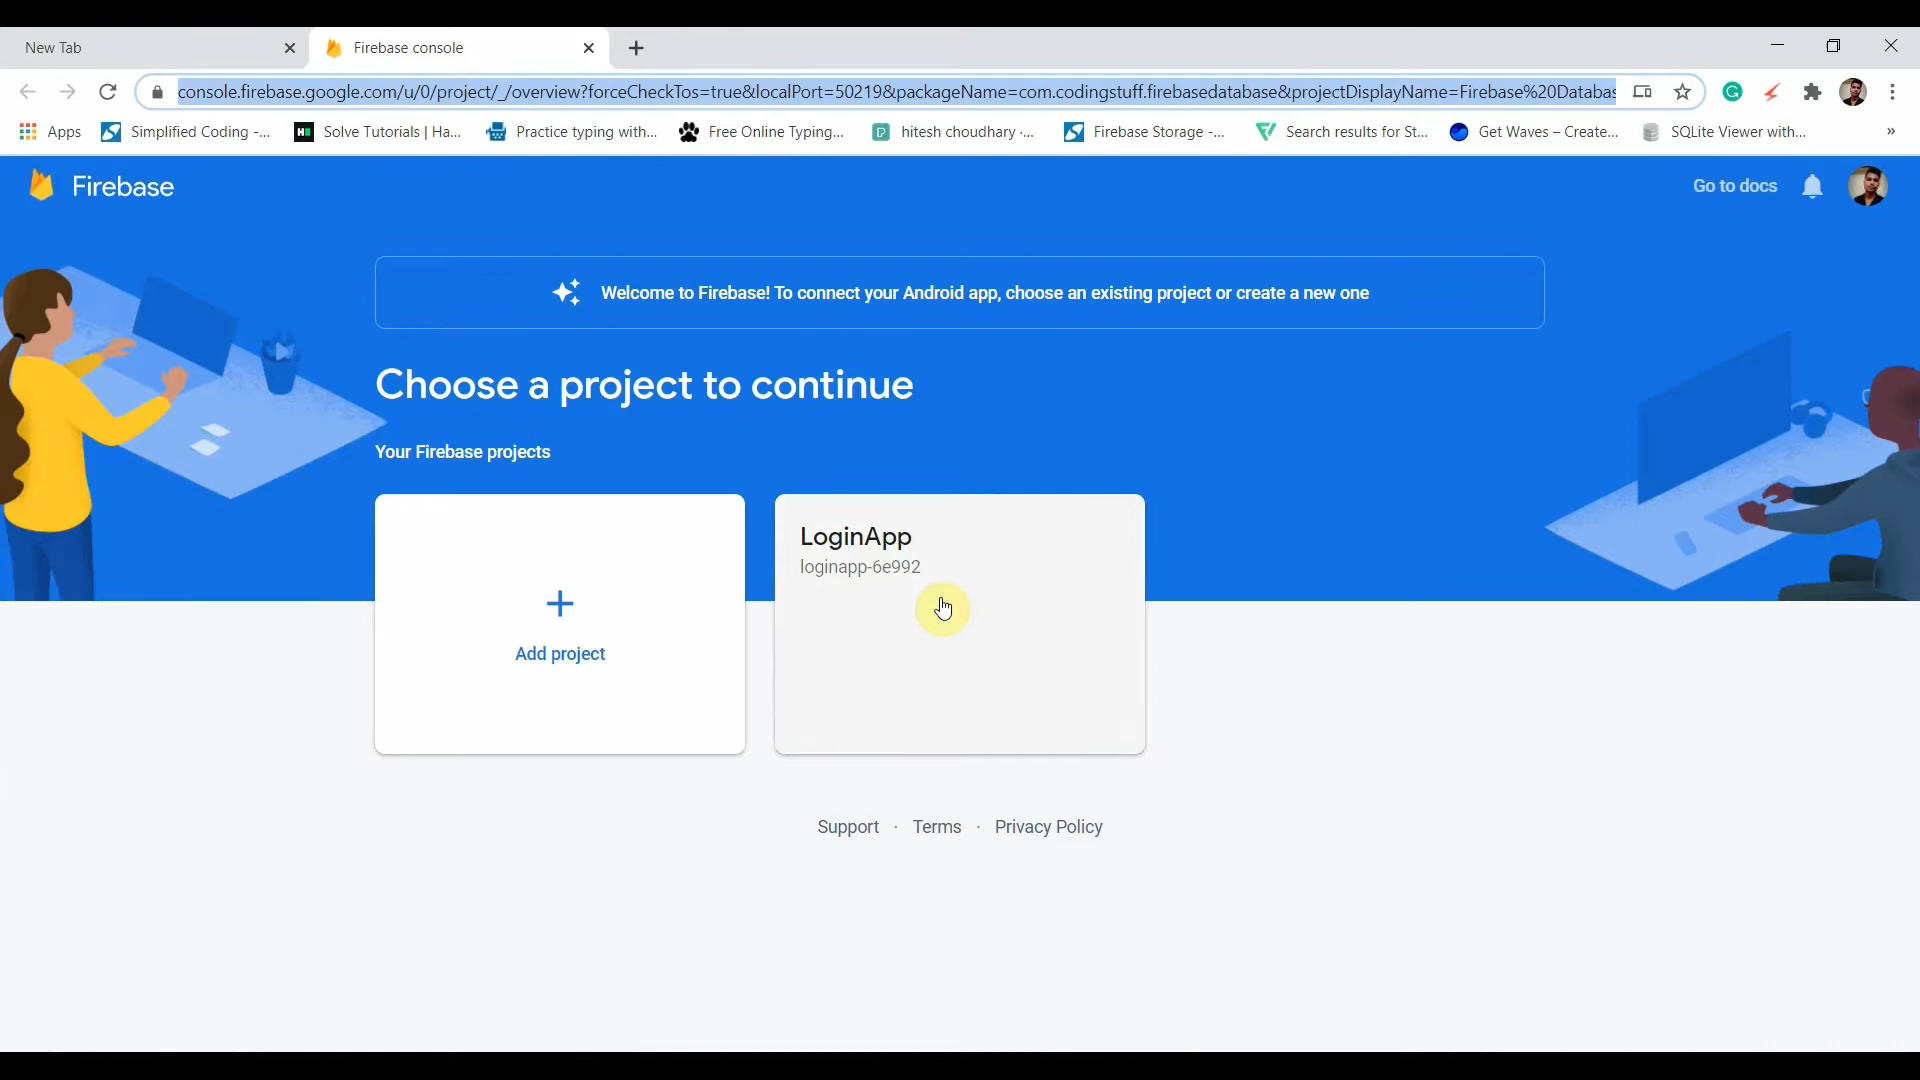 New Tab
Firebase console
console.firebase.google.com/u/0/project/_/overview?forceCheckTos=true&localPort=50219&packageName=com.codingstuff.firebasedatabase&projectDisplayName=Firebase%20Databas
Apps Simplified Coding -... Solve Tutorials | Ha... Practice typing with... Free Online Typing... hitesh choudhary -... Firebase Storage -... Search results for St... Get Waves – Create... SQLite Viewer with... »
Firebase
Go to docs
Welcome to Firebase! To connect your Android app, choose an existing project or create a new one
Choose a project to continue
Your Firebase projects
Add project
LoginApp
loginapp-6e992
Support · Terms · Privacy Policy